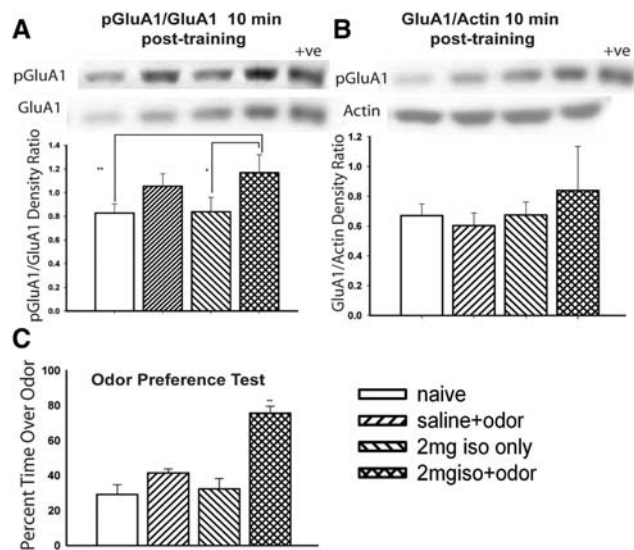 A
pGluA1/GluA1 10 min
post-training
+ve
pGluA1
GluA1
**
*
pGluA1/GluA1 Density Ratio
1.4
1.2
1.0
0.8
0.6
0.4
0.2
0.0
B
GluA1/Actin 10 min
post-training
+ve
pGluA1
Actin
GluA1/Actin Density Ratio
1.2
1.0
0.8
0.6
0.4
0.2
0.0
C
Odor Preference Test
Percent Time Over Odor
100
80
60
40
20
0
**
naive
saline+odor
2mg iso only
2mgiso+odor